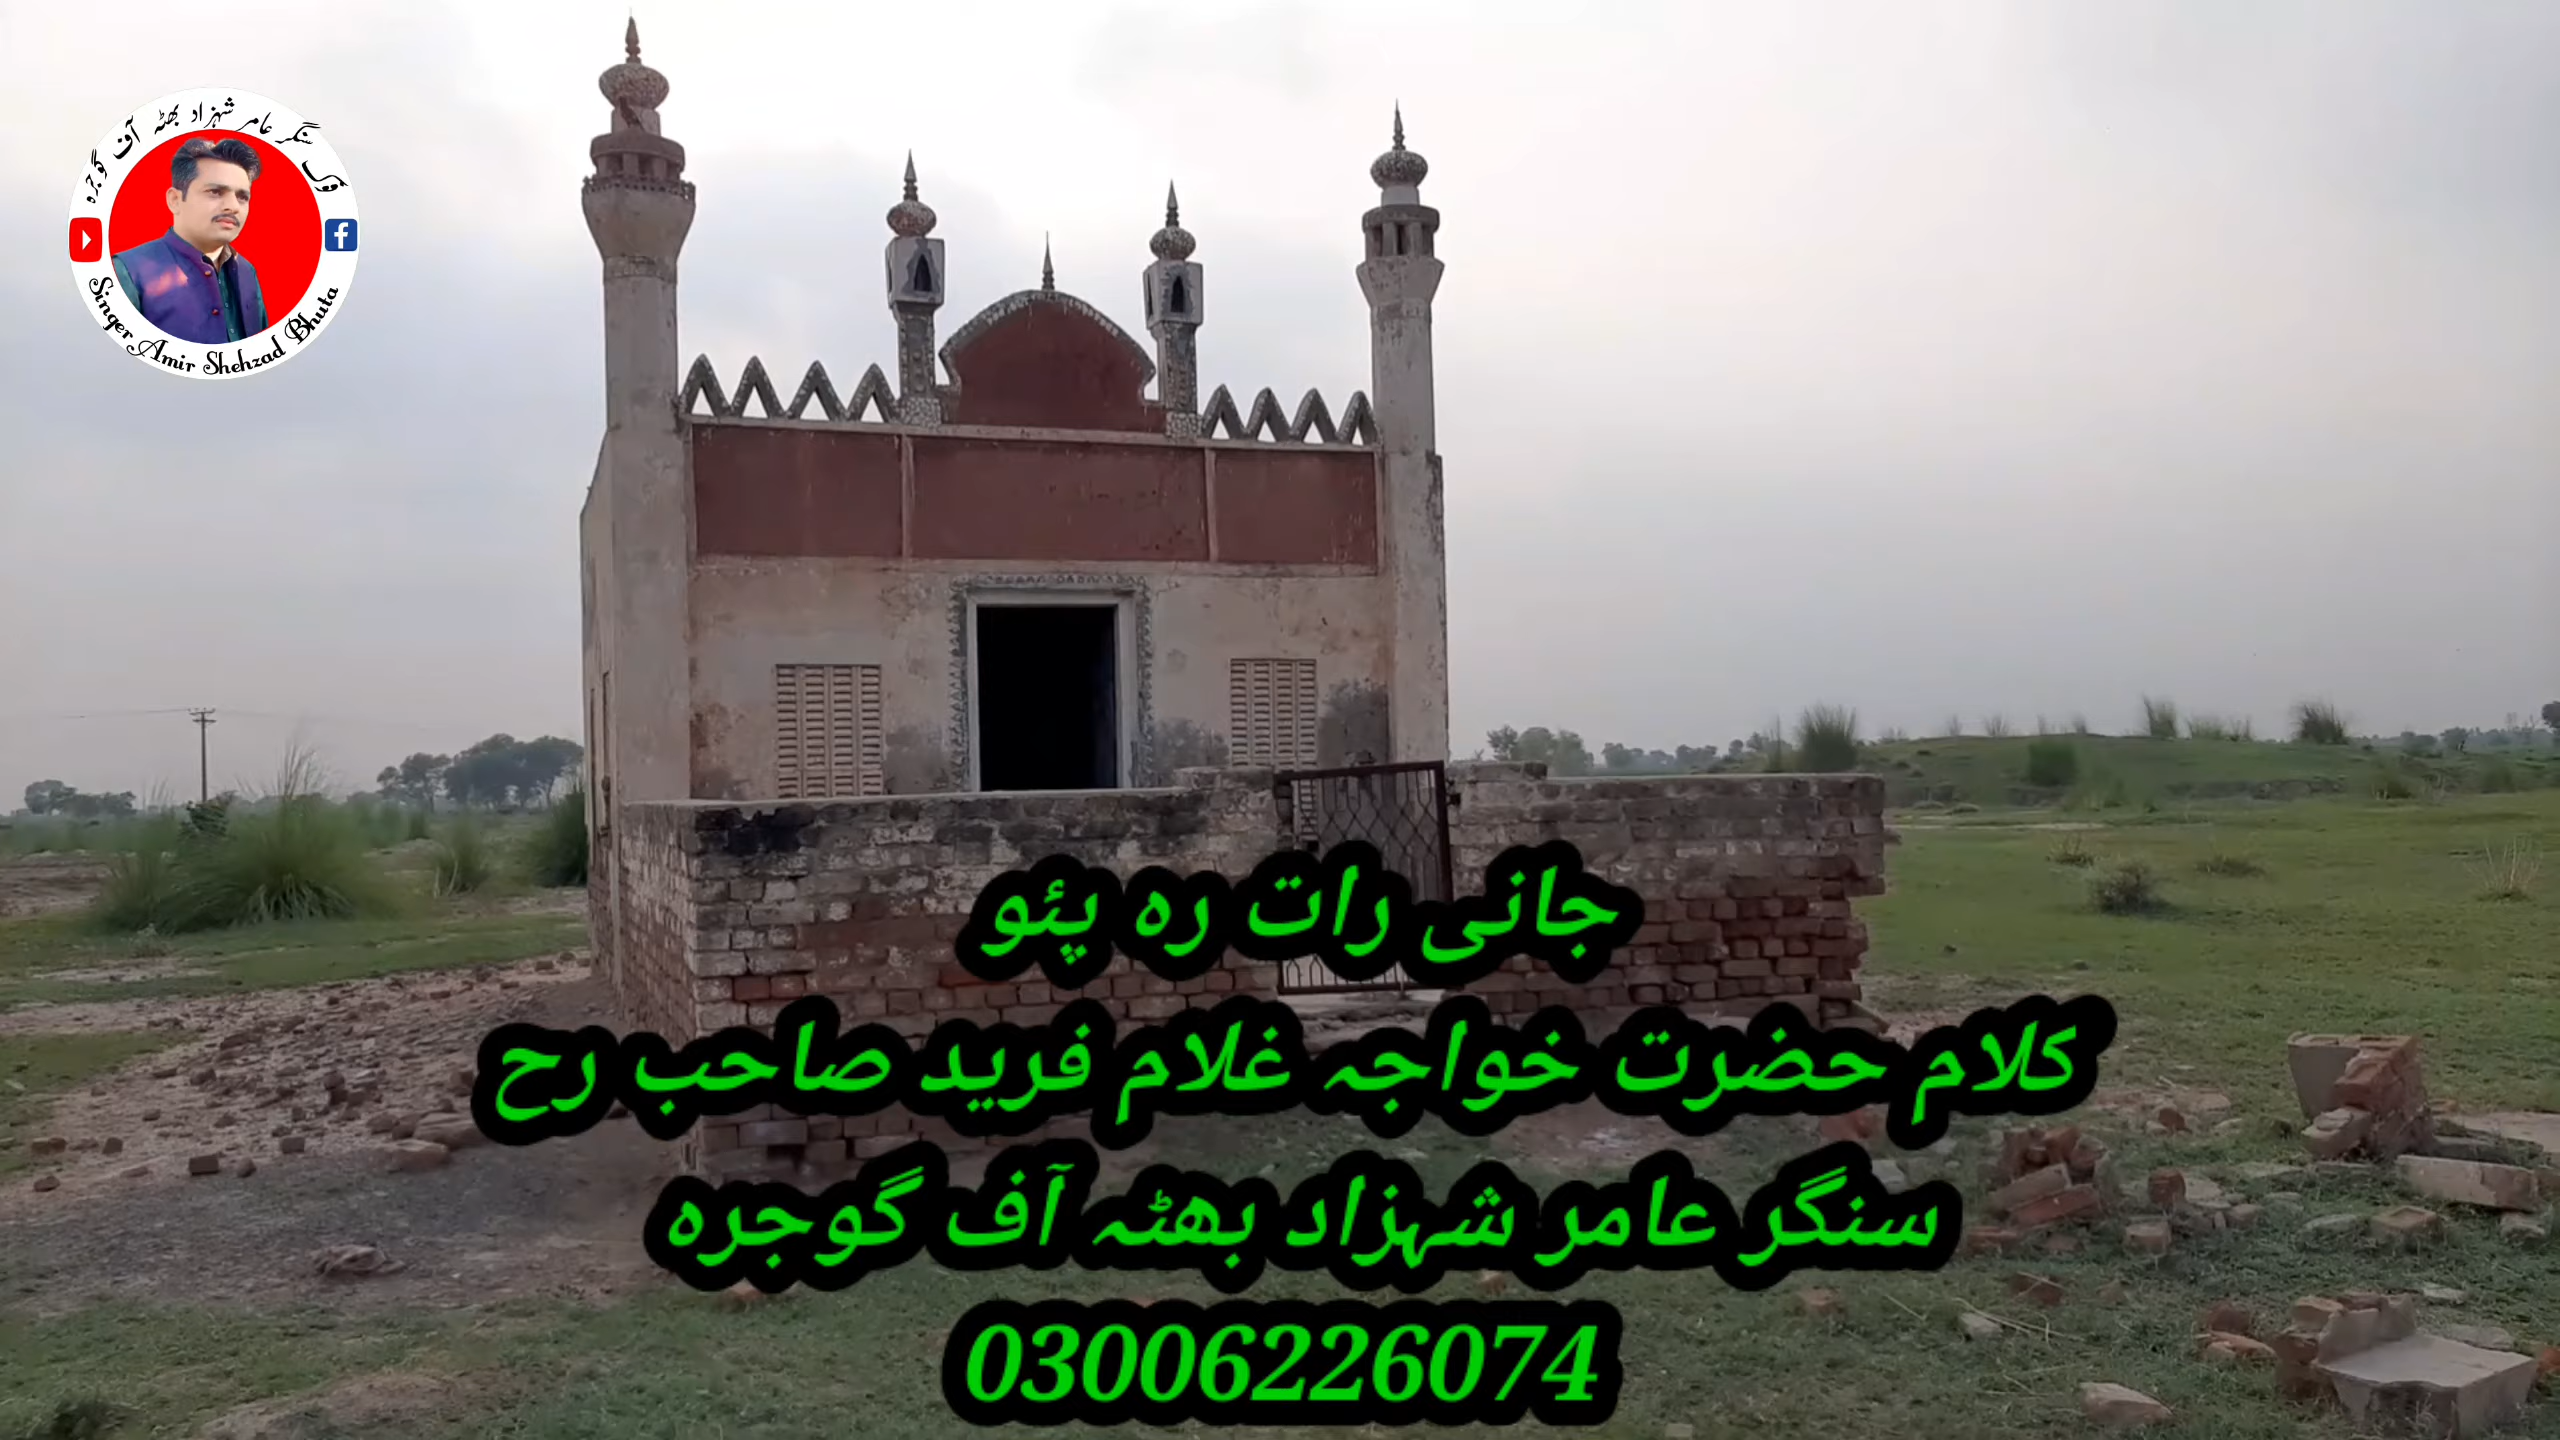 فوک سنگر عامر شہزاد بھٹہ آف گوجرہ
Singer Amir Shehzad Bhuta
جانی رات رہ پئو
کلام حضرت خواجہ غلام فرید صاحب رح
سنگر عامر شہزاد بھٹہ آف گوجرہ
03006226074